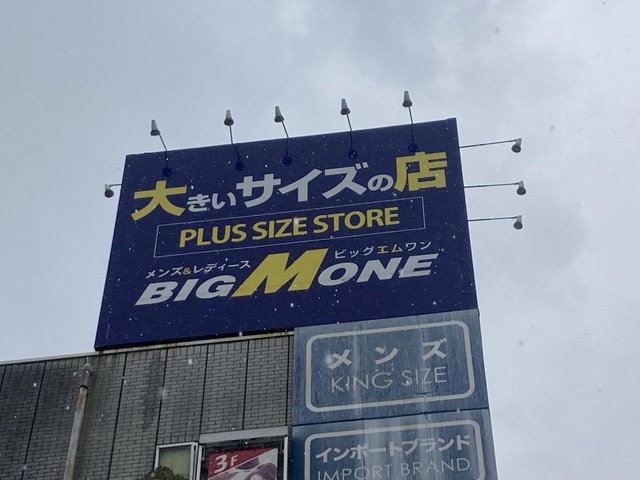 大きいサイズの店
PLUS SIZE STORE
メンズ&レディース ビッグエムワン
BIG MONE
メンズ
KING SIZE
インポートブランド
IMPORT BRAND
3F